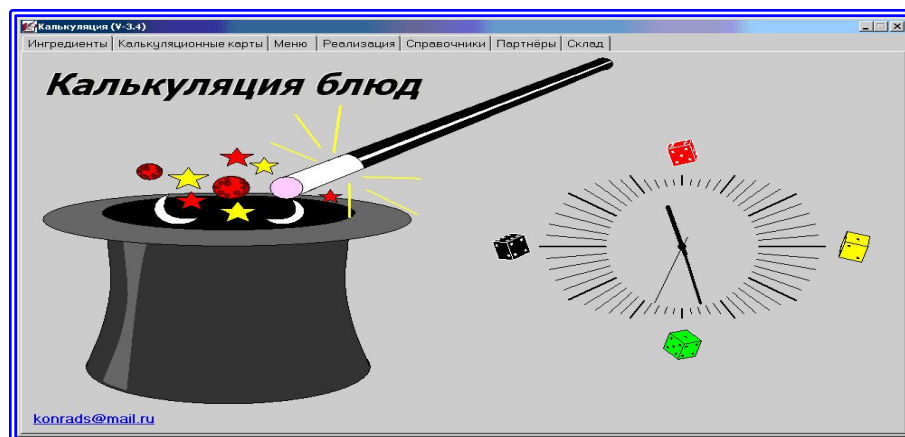 Калькуляция (V-3.4)
Ингредиенты Калькуляционные карты Меню Реализация Справочники Партнёры Склад
Калькуляция блюд
konrads@mail.ru